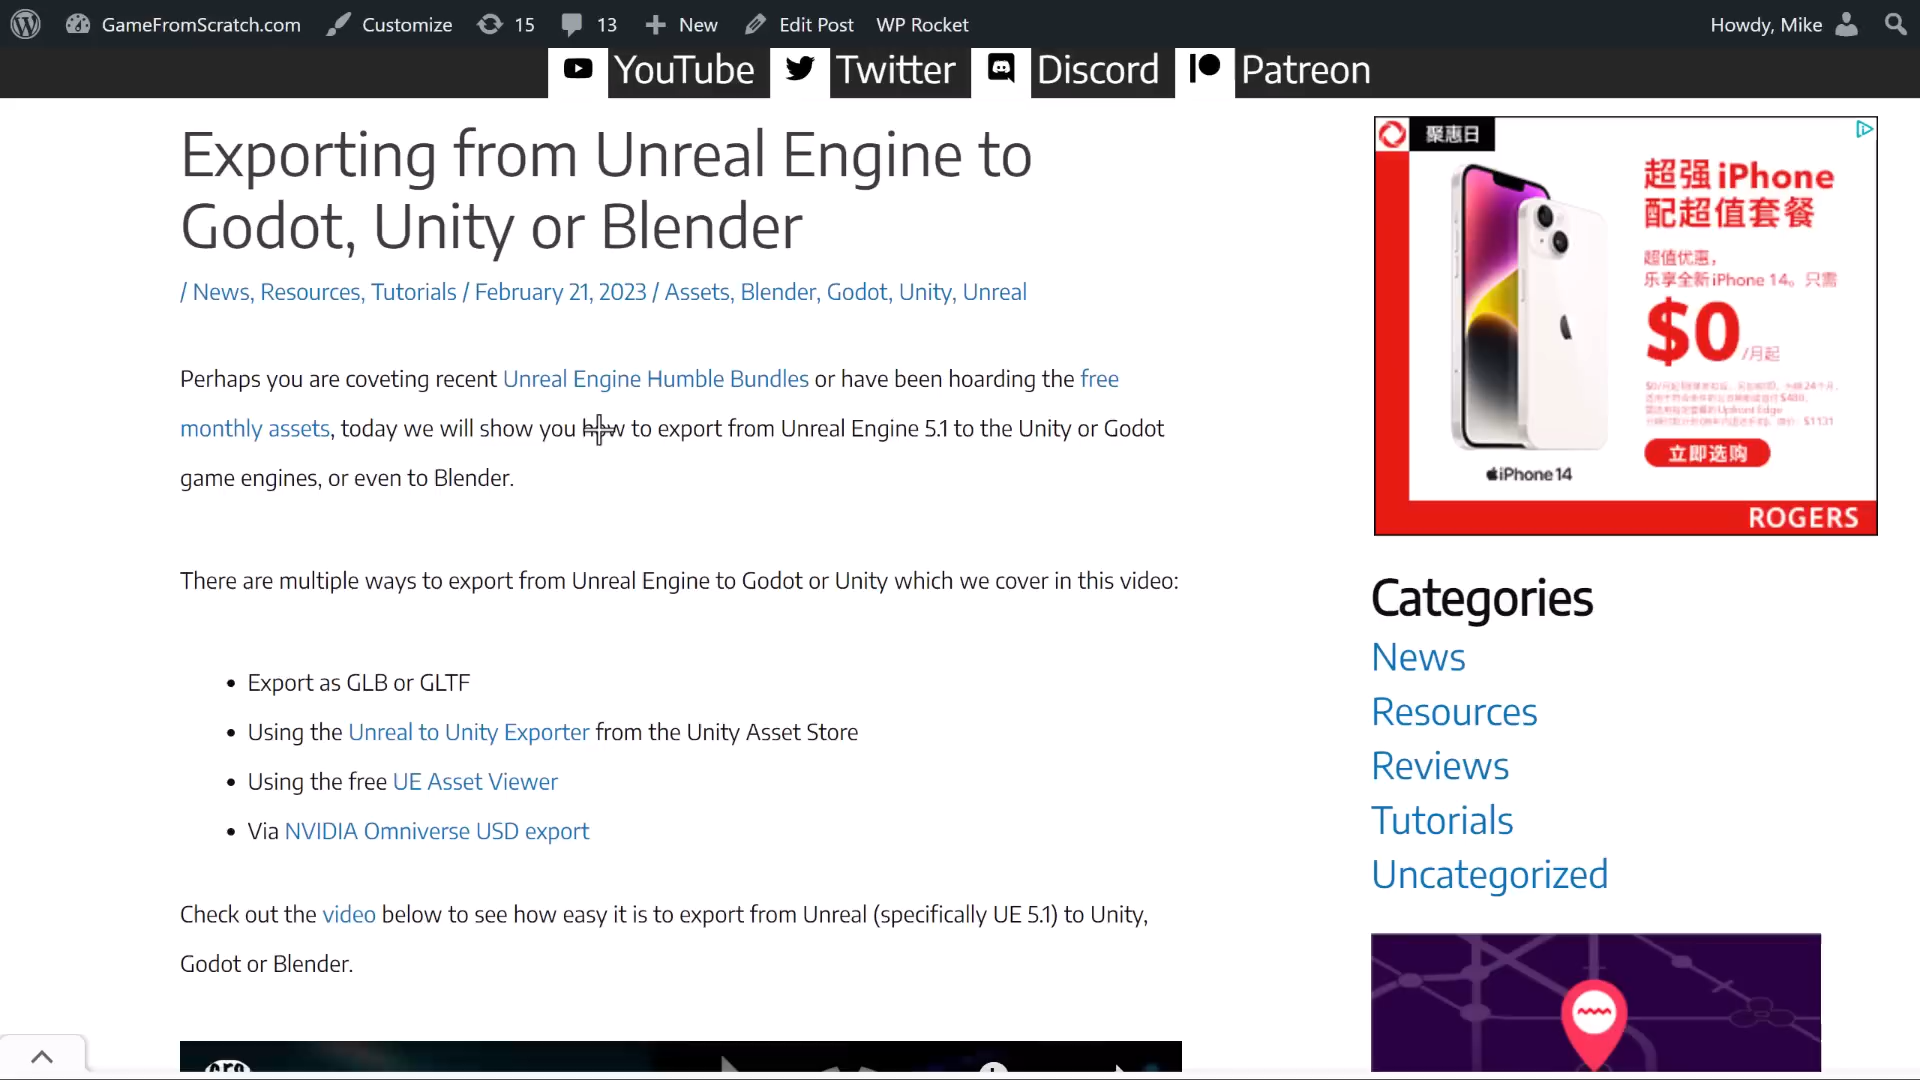 GameFromScratch.com Customize 15 13 New Edit Post WP Rocket Howdy, Mike
YouTube Twitter Discord Patreon
Exporting from Unreal Engine to
Godot, Unity or Blender
/ News, Resources, Tutorials / February 21, 2023 / Assets, Blender, Godot, Unity, Unreal
Perhaps you are coveting recent Unreal Engine Humble Bundles or have been hoarding the free
monthly assets, today we will show you how to export from Unreal Engine 5.1 to the Unity or Godot
game engines, or even to Blender.
There are multiple ways to export from Unreal Engine to Godot or Unity which we cover in this video:
• Export as GLB or GLTF
• Using the Unreal to Unity Exporter from the Unity Asset Store
• Using the free UE Asset Viewer
• Via NVIDIA Omniverse USD export
Check out the video below to see how easy it is to export from Unreal (specifically UE 5.1) to Unity,
Godot or Blender.
聚惠日
超强 iPhone
配超值套餐
超值优惠，
乐享全新 iPhone 14。只需
$0/月起
立即选购
iPhone 14
ROGERS
Categories
News
Resources
Reviews
Tutorials
Uncategorized